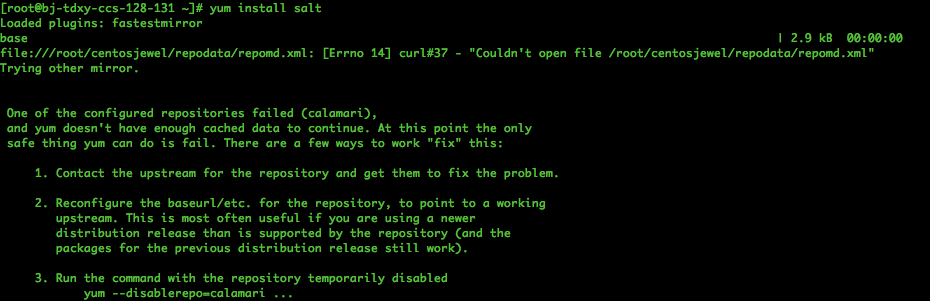 [root@bj-tdxy-ccs-128-131 ~]# yum install salt
Loaded plugins: fastestmirror
base | 2.9 kB 00:00:00
file:///root/centosjewel/repodata/repomd.xml: [Errno 14] curl#37 - "Couldn't open file /root/centosjewel/repodata/repomd.xml"
Trying other mirror.
One of the configured repositories failed (calamari),
and yum doesn't have enough cached data to continue. At this point the only
safe thing yum can do is fail. There are a few ways to work "fix" this:
1. Contact the upstream for the repository and get them to fix the problem.
2. Reconfigure the baseurl/etc. for the repository, to point to a working
upstream. This is most often useful if you are using a newer
distribution release than is supported by the repository (and the
packages for the previous distribution release still work).
3. Run the command with the repository temporarily disabled
yum --disablerepo=calamari ...